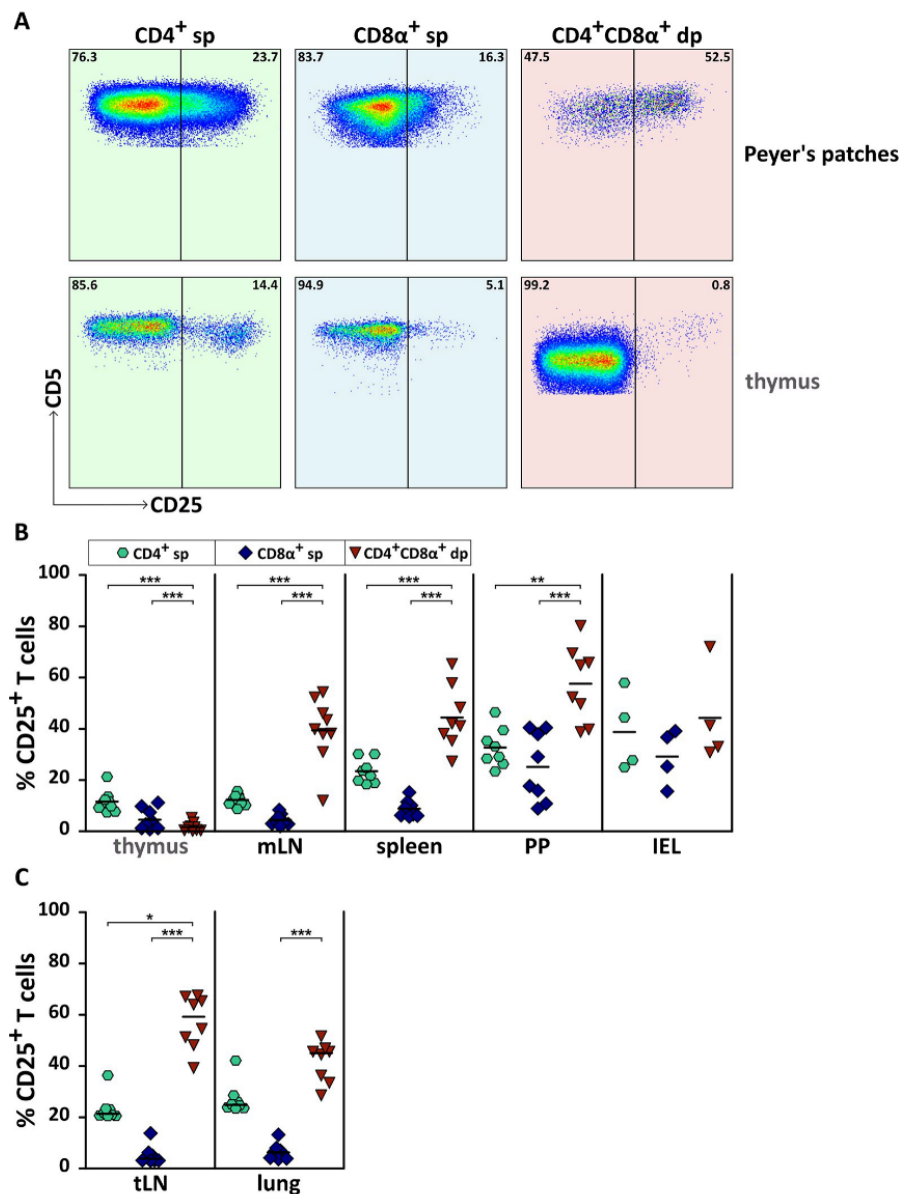 A
CD4+ sp
CD8α+ sp
CD4+CD8α+ dp
76.3 23.7
83.7 16.3
47.5 52.5
Peyer's patches
85.6 14.4
94.9 5.1
99.2 0.8
thymus
CD5
CD25
B
CD4+ sp
CD8α+ sp
CD4+CD8α+ dp
% CD25+ T cells
100
80
60
40
20
0
*** *** *** **
*** *** *** ***
thymus mLN spleen PP IEL
C
% CD25+ T cells
100
80
60
40
20
0
*
*** ***
tLN lung